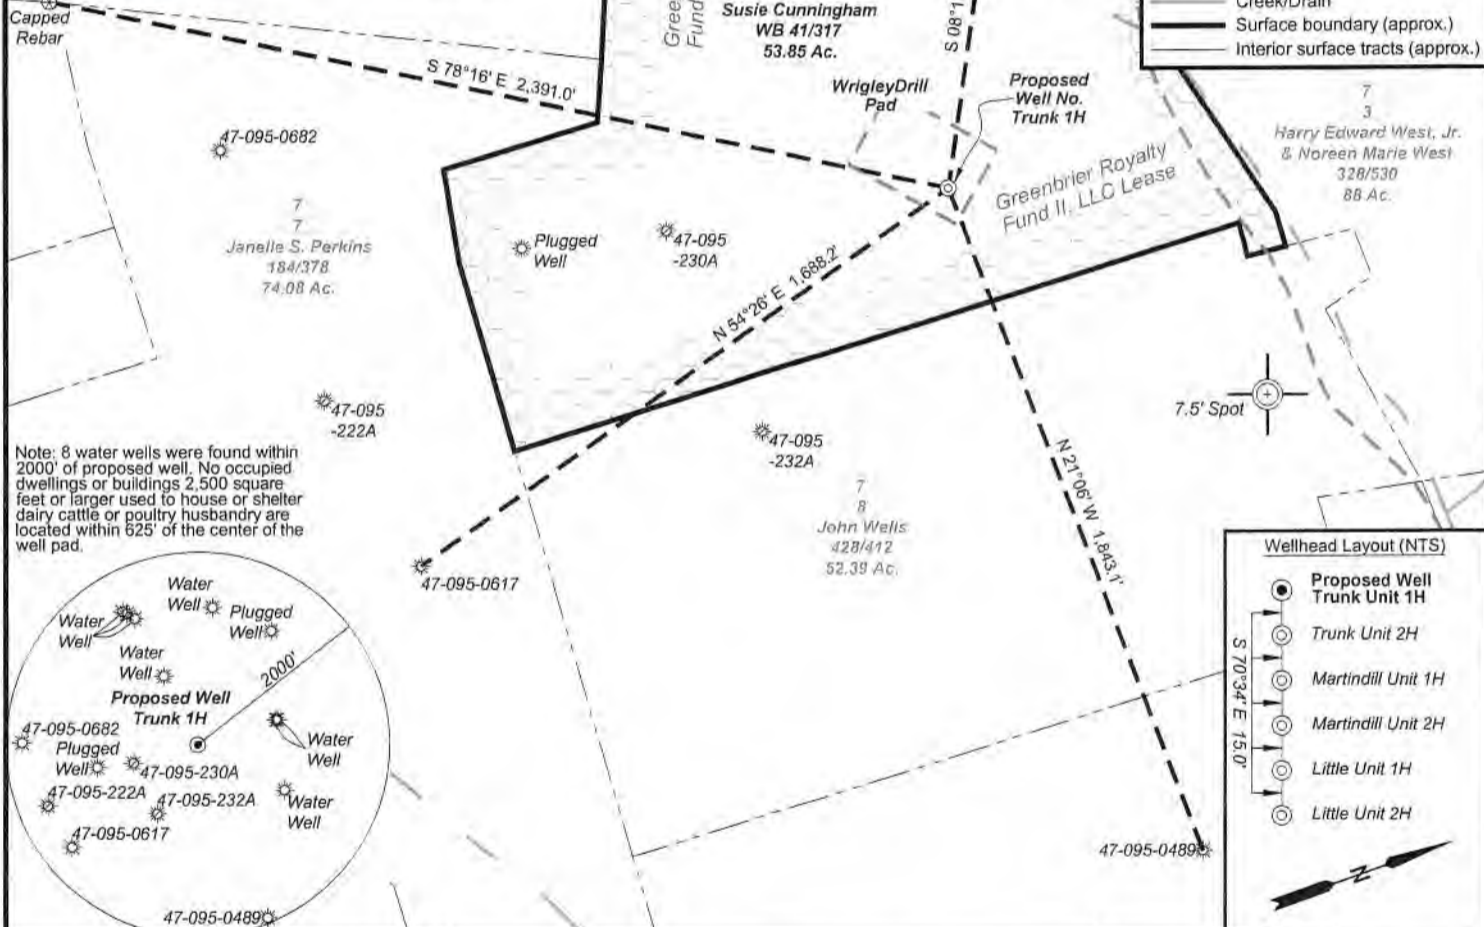 Capped
Rebar
Susie Cunningham
WB 41/317
53.85 Ac.
S 08°1
Creek/Drain
Surface boundary (approx.)
Interior surface tracts (approx.)
S 78°16' E 2,391.0'
WrigleyDrill
Pad
Proposed
Well No.
Trunk 1H
7
3
Harry Edward West, Jr.
& Noreen Marie West
328/530
88 Ac.
47-095-0682
Greenbrier Royalty
Fund II, LLC Lease
7
7
Janelle S. Perkins
184/378
74.08 Ac.
Plugged
Well
47-095
-230A
N 54°26' E 1,688.2'
47-095
-222A
7.5' Spot
47-095
-232A
N 21°06' W 1,843.1'
Note: 8 water wells were found within
2000' of proposed well. No occupied
dwellings or buildings 2,500 square
feet or larger used to house or shelter
dairy cattle or poultry husbandry are
located within 625' of the center of the
well pad.
7
8
John Wells
428/412
52.39 Ac.
47-095-0617
Water
Well
Plugged
Well
Water
Well
Water
Well
2000'
Proposed Well
Trunk 1H
47-095-0682
Plugged
Well
Water
Well
47-095-230A
47-095-222A
47-095-232A
Water
Well
47-095-0617
47-095-0489
47-095-0489
Wellhead Layout (NTS)
Proposed Well
Trunk Unit 1H
Trunk Unit 2H
Martindill Unit 1H
Martindill Unit 2H
Little Unit 1H
Little Unit 2H
S 70°34' E 15.0'
N